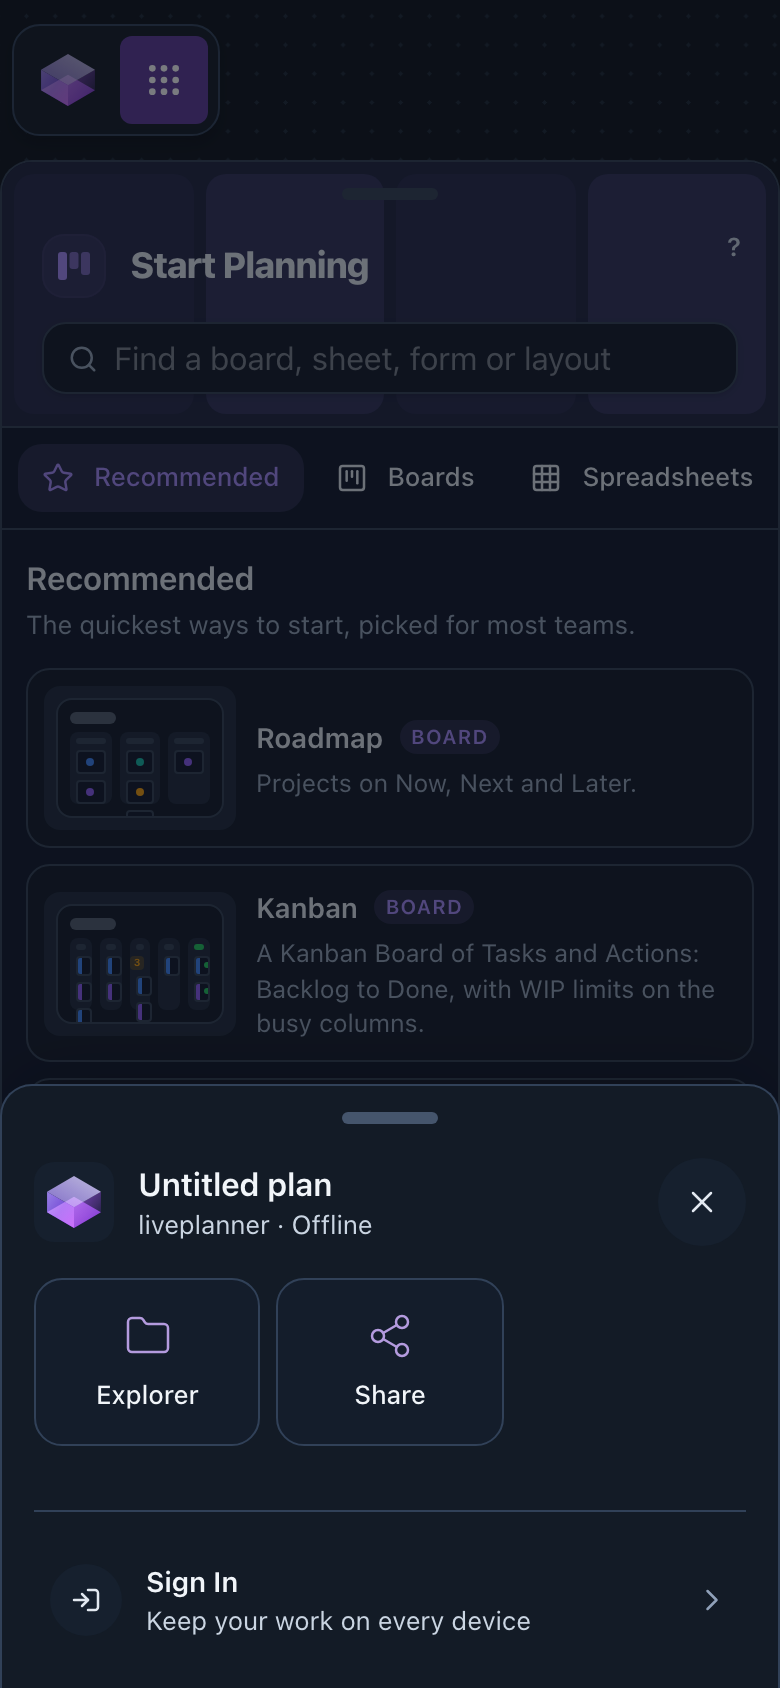 Start Planning
?
Find a board, sheet, form or layout
Recommended
Boards
Spreadsheets
Recommended
The quickest ways to start, picked for most teams.
Roadmap
BOARD
Projects on Now, Next and Later.
Kanban
BOARD
3
A Kanban Board of Tasks and Actions:
Backlog to Done, with WIP limits on the
busy columns.
Untitled plan
liveplanner · Offline
Explorer
Share
Sign In
Keep your work on every device